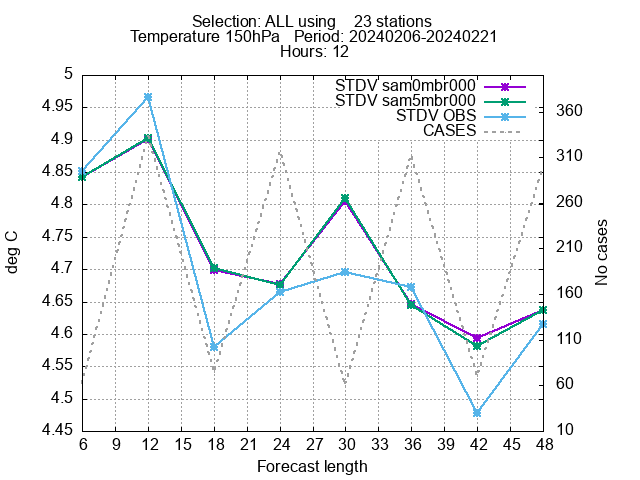 Selection: ALL using    23 stations
Temperature 150hPa   Period: 20240206-20240221
Hours: 12
STDV sam0mbr000
STDV sam5mbr000
STDV OBS
CASES
5
4.95
4.9
4.85
4.8
4.75
4.7
4.65
4.6
4.55
4.5
4.45
deg C
360
310
260
210
160
110
60
10
No cases
6 9 12 15 18 21 24 27 30 33 36 39 42 45 48
Forecast length